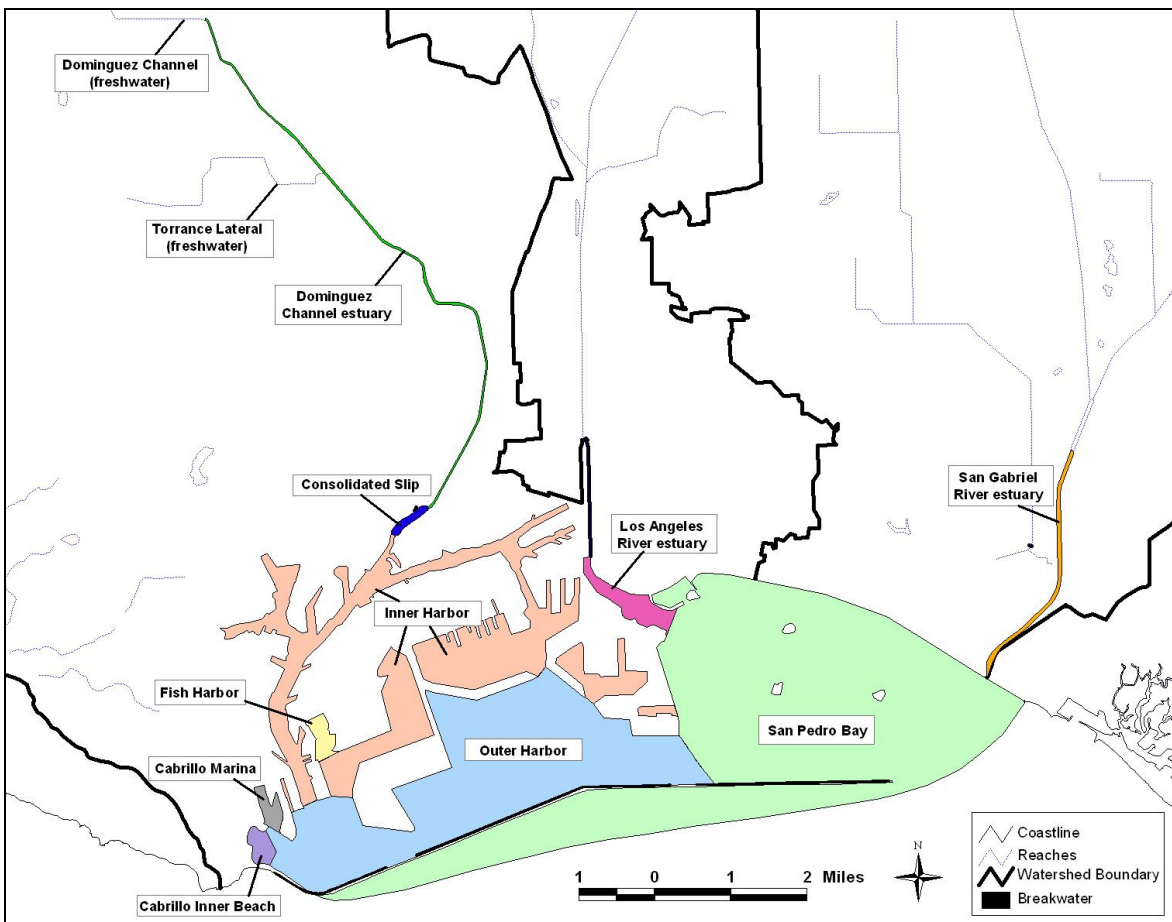 Dominguez Channel
(freshwater)
Torrance Lateral
(freshwater)
Dominguez
Channel estuary
Consolidated Slip
San Gabriel
River estuary
Los Angeles
River estuary
Inner Harbor
Fish Harbor
San Pedro Bay
Outer Harbor
Cabrillo Marina
Cabrillo Inner Beach
1 0 1 2 Miles
N
Coastline
Reaches
Watershed Boundary
Breakwater